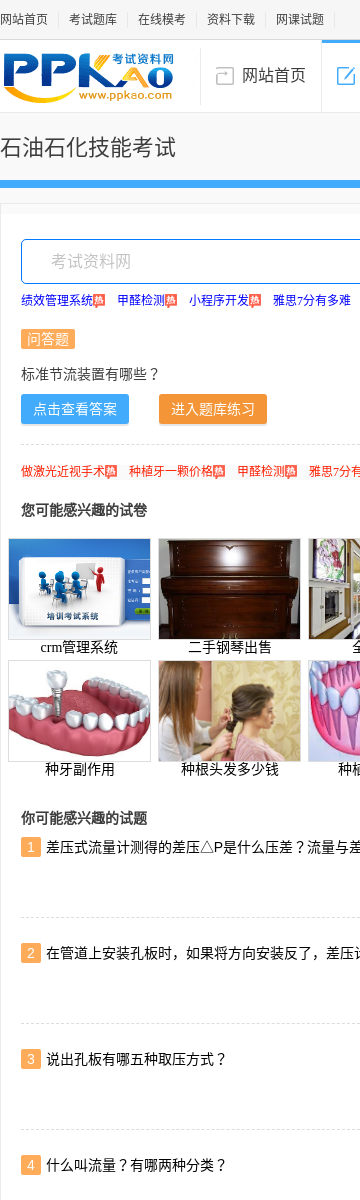 网站首页 考试题库 在线模考 资料下载 网课试题
PPKAO 考试资料网
www.ppkao.com
网站首页
石油石化技能考试
考试资料网
绩效管理系统热 甲醛检测热 小程序开发热 雅思7分有多难
问答题
标准节流装置有哪些？
点击查看答案 进入题库练习
做激光近视手术热 种植牙一颗价格热 甲醛检测热 雅思7分有
您可能感兴趣的试卷
培训考试系统
crm管理系统 二手钢琴出售 全
种牙副作用 种根头发多少钱 种植
你可能感兴趣的试题
1 差压式流量计测得的差压△P是什么压差？流量与差
2 在管道上安装孔板时，如果将方向安装反了，差压计
3 说出孔板有哪五种取压方式？
4 什么叫流量？有哪两种分类？